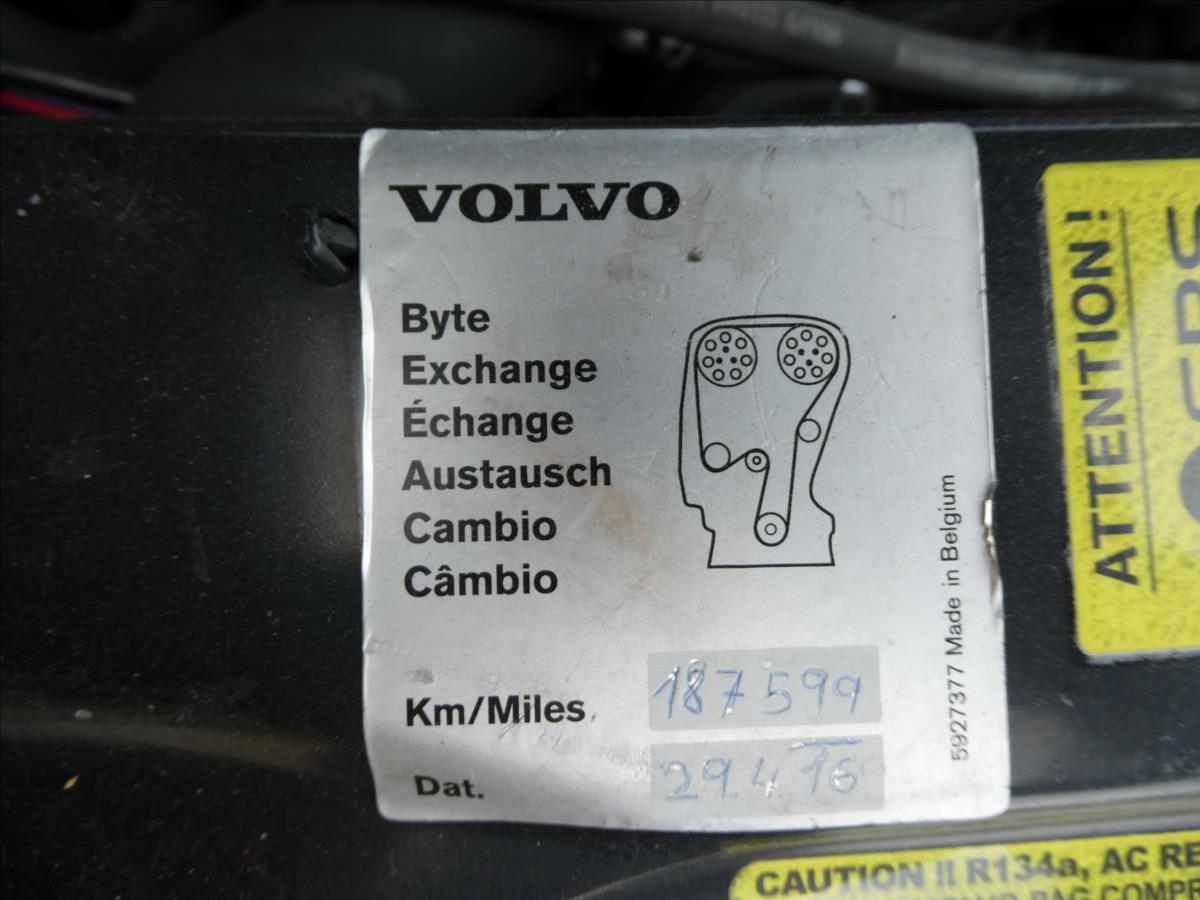 VOLVO
Byte
Exchange
Échange
Austausch
Cambio
Câmbio
Km/Miles 187599
Dat. 29.4.16
5927377 Made in Belgium
ATTENTION!
CAUTION !! R134a, AC RE